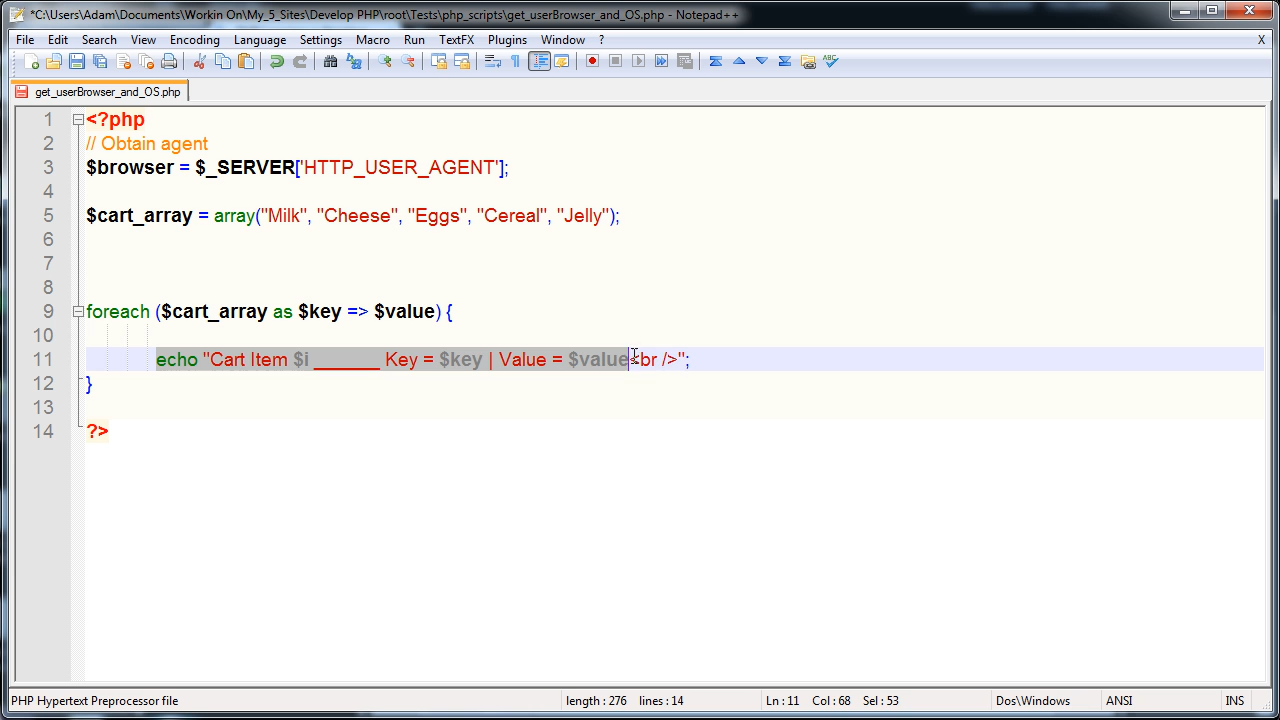 *C:\Users\Adam\Documents\Workin On\My_5_Sites\Develop PHP\root\Tests\php_scripts\get_userBrowser_and_OS.php - Notepad++
File Edit Search View Encoding Language Settings Macro Run TextFX Plugins Window ? X
get_userBrowser_and_OS.php
1 <?php
2 // Obtain agent
3 $browser = $_SERVER['HTTP_USER_AGENT'];
4
5 $cart_array = array("Milk", "Cheese", "Eggs", "Cereal", "Jelly");
6
7
8
9 foreach ($cart_array as $key => $value) {
10
11 echo "Cart Item $i ______ Key = $key | Value = $value<br />";
12 }
13
14 ?>
PHP Hypertext Preprocessor file length : 276 lines : 14 Ln : 11 Col : 68 Sel : 53 Dos\Windows ANSI INS